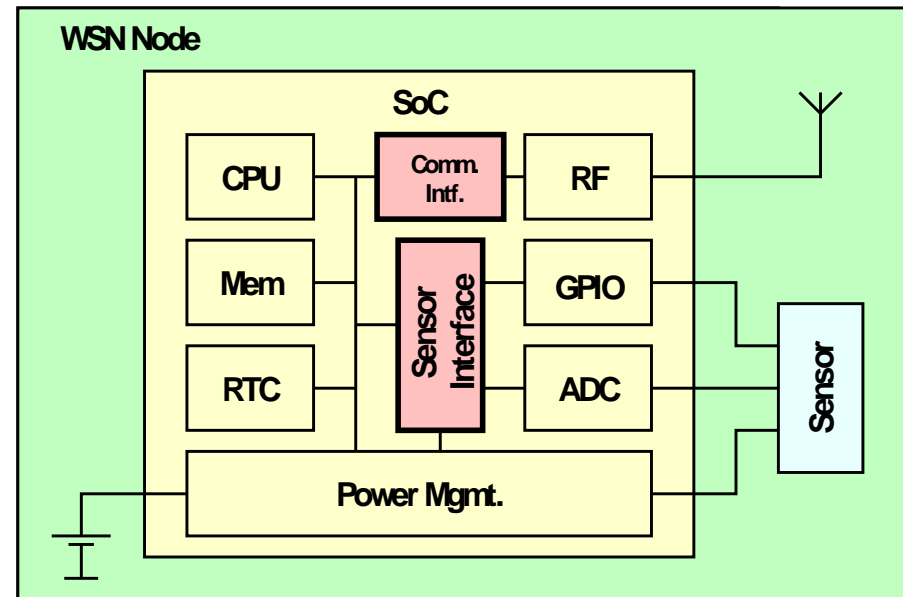 WSN Node
SoC
CPU
Comm.
Intf.
RF
Mem
Sensor
Interface
GPIO
Sensor
RTC
ADC
Power Mgmt.